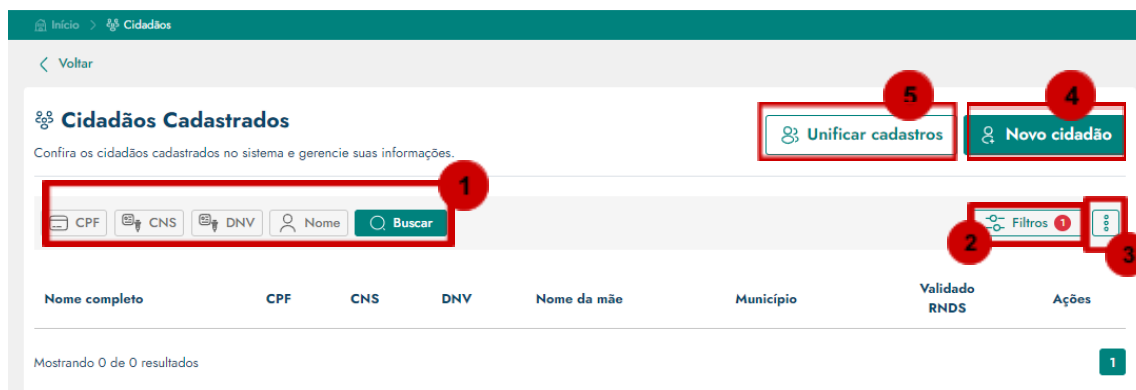 Início > Cidadãos
Voltar
5
4
Cidadãos Cadastrados
Unificar cadastros
Novo cidadão
Confira os cidadãos cadastrados no sistema e gerencie suas informações.
1
CPF CNS DNV Nome Buscar
Filtros 1
2
3
Nome completo CPF CNS DNV Nome da mãe Município Validado RNDS Ações
Mostrando 0 de 0 resultados
1